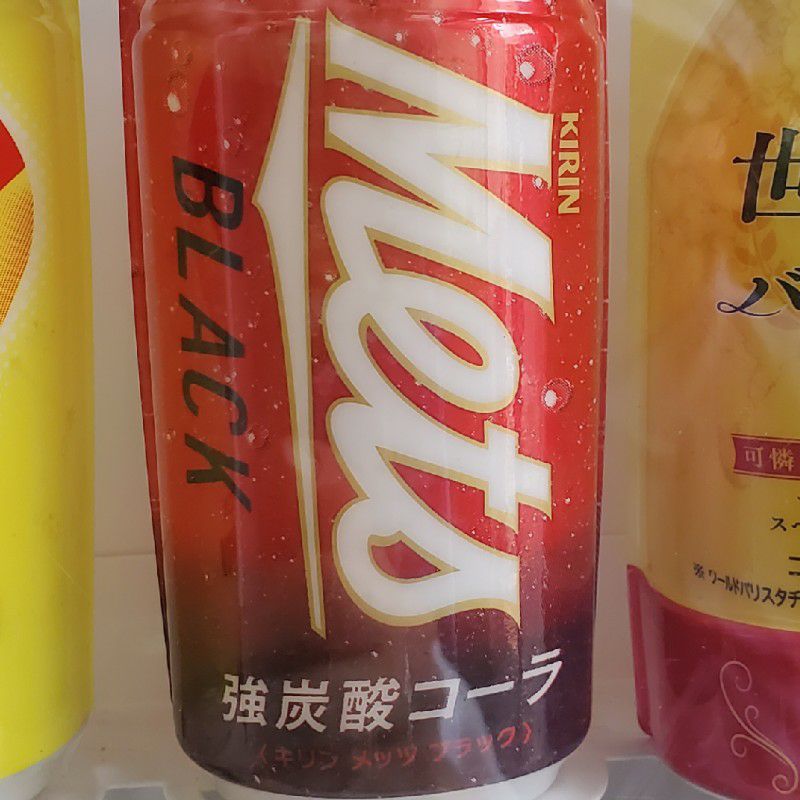 KIRIN
Mets
BLACK
強炭酸コーラ
〈キリン メッツ ブラック〉
世
バ
可憐
ス
コ
※ワールドバリスタチ